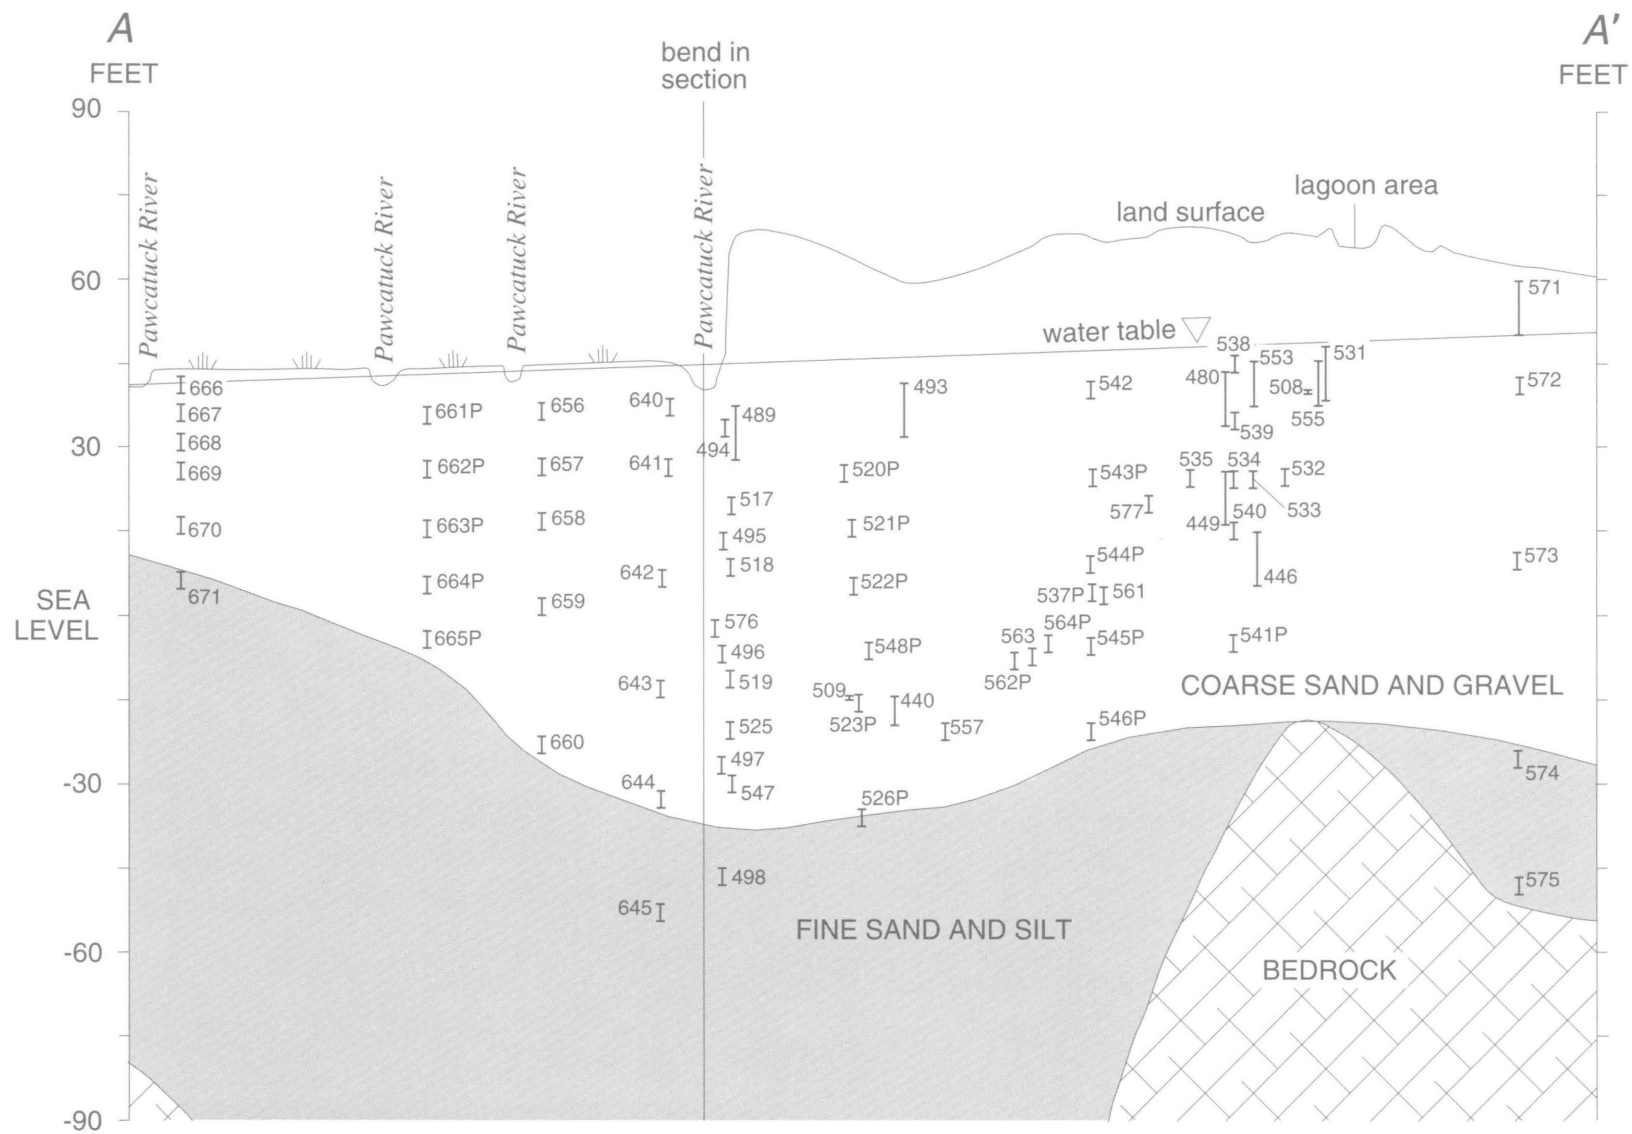 A
A'
FEET
FEET
bend in
section
90
60
30
SEA
LEVEL
-30
-60
-90
Pawcatuck River
Pawcatuck River
Pawcatuck River
Pawcatuck River
lagoon area
land surface
water table
571
538
553
531
666
667
668
669
670
671
661P
662P
663P
664P
665P
656
657
658
659
660
640
641
642
643
644
645
489
494
517
495
518
576
496
519
525
497
547
498
493
520P
521P
522P
548P
509
523P
440
557
526P
542
543P
577
544P
537P
561
564P
563
562P
545P
546P
480
508
555
539
535
534
532
533
449
540
446
541P
572
573
574
575
COARSE SAND AND GRAVEL
FINE SAND AND SILT
BEDROCK